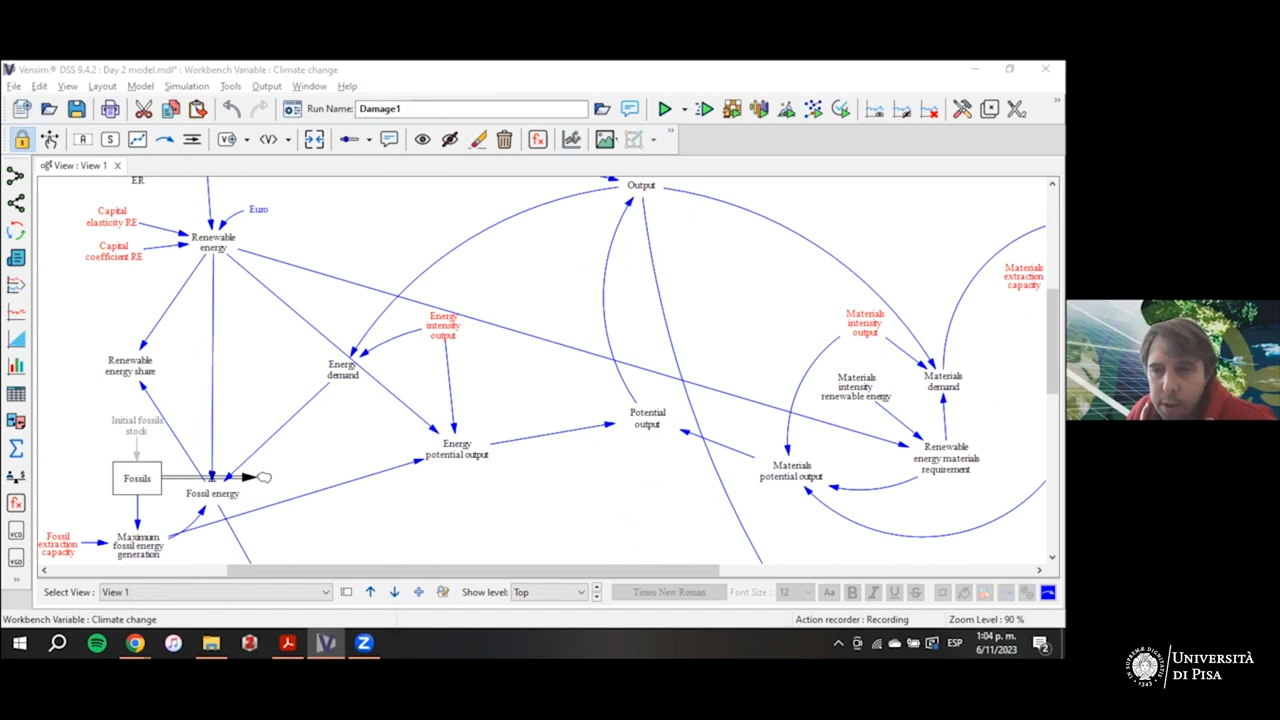 Vensim® DSS 9.4.2 : Day 2 model.mdl* : Workbench Variable : Climate change
File Edit View Layout Model Simulation Tools Output Window Help
Run Name: Damage1
View : View 1
ER
Output
Capital
elasticity RE
Euro
Capital
coefficient RE
Renewable
energy
Materials
extraction
capacity
Energy
intensity
output
Materials
intensity
output
Renewable
energy share
Energy
demand
Materials
intensity
renewable energy
Materials
demand
Initial fossils
stock
Potential
output
Energy
potential output
Materials
potential output
Renewable
energy materials
requirement
Fossils
Fossil energy
Fossil
extraction
capacity
Maximum
fossil energy
generation
Select View : View 1 Show level: Top Times New Roman Font Size : 12 Aa B I U S
Workbench Variable : Climate change Action recorder : Recording Zoom Level : 90 %
ESP
1:04 p. m.
6/11/2023
2
UNIVERSITÀ
DI PISA